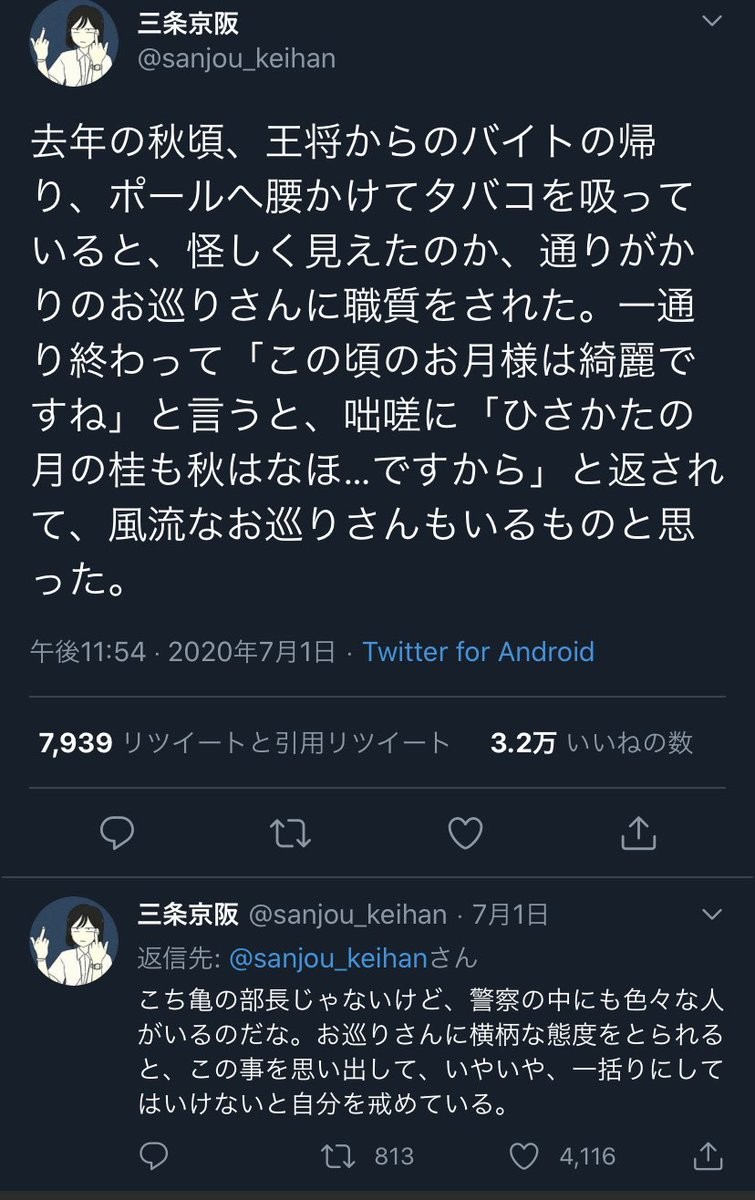 三条京阪
@sanjou_keihan
去年の秋頃、王将からのバイトの帰
り、ポールへ腰かけてタバコを吸って
いると、怪しく見えたのか、通りがか
りのお巡りさんに職質をされた。一通
り終わって「この頃のお月様は綺麗で
すね」と言うと、咄嗟に「ひさかたの
月の桂も秋はなほ...ですから」と返され
て、風流なお巡りさんもいるものと思
った。
午後11:54 · 2020年7月1日 · Twitter for Android
7,939 リツイートと引用リツイート 3.2万 いいねの数
三条京阪 @sanjou_keihan · 7月1日
返信先: @sanjou_keihanさん
こち亀の部長じゃないけど、警察の中にも色々な人
がいるのだな。お巡りさんに横柄な態度をとられる
と、この事を思い出して、いやいや、一括りにして
はいけないと自分を戒めている。
813 4,116